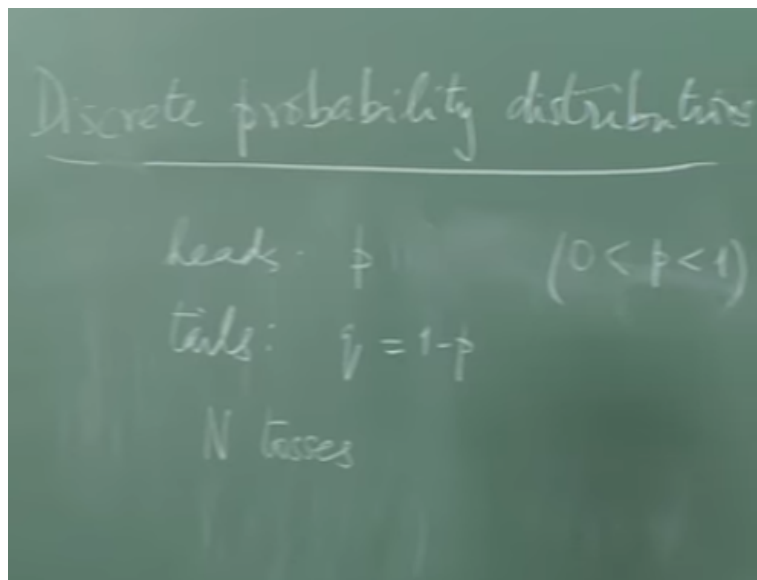 Discrete probability distributions
heads: p (0 < p < 1)
tails: q = 1-p
N tosses